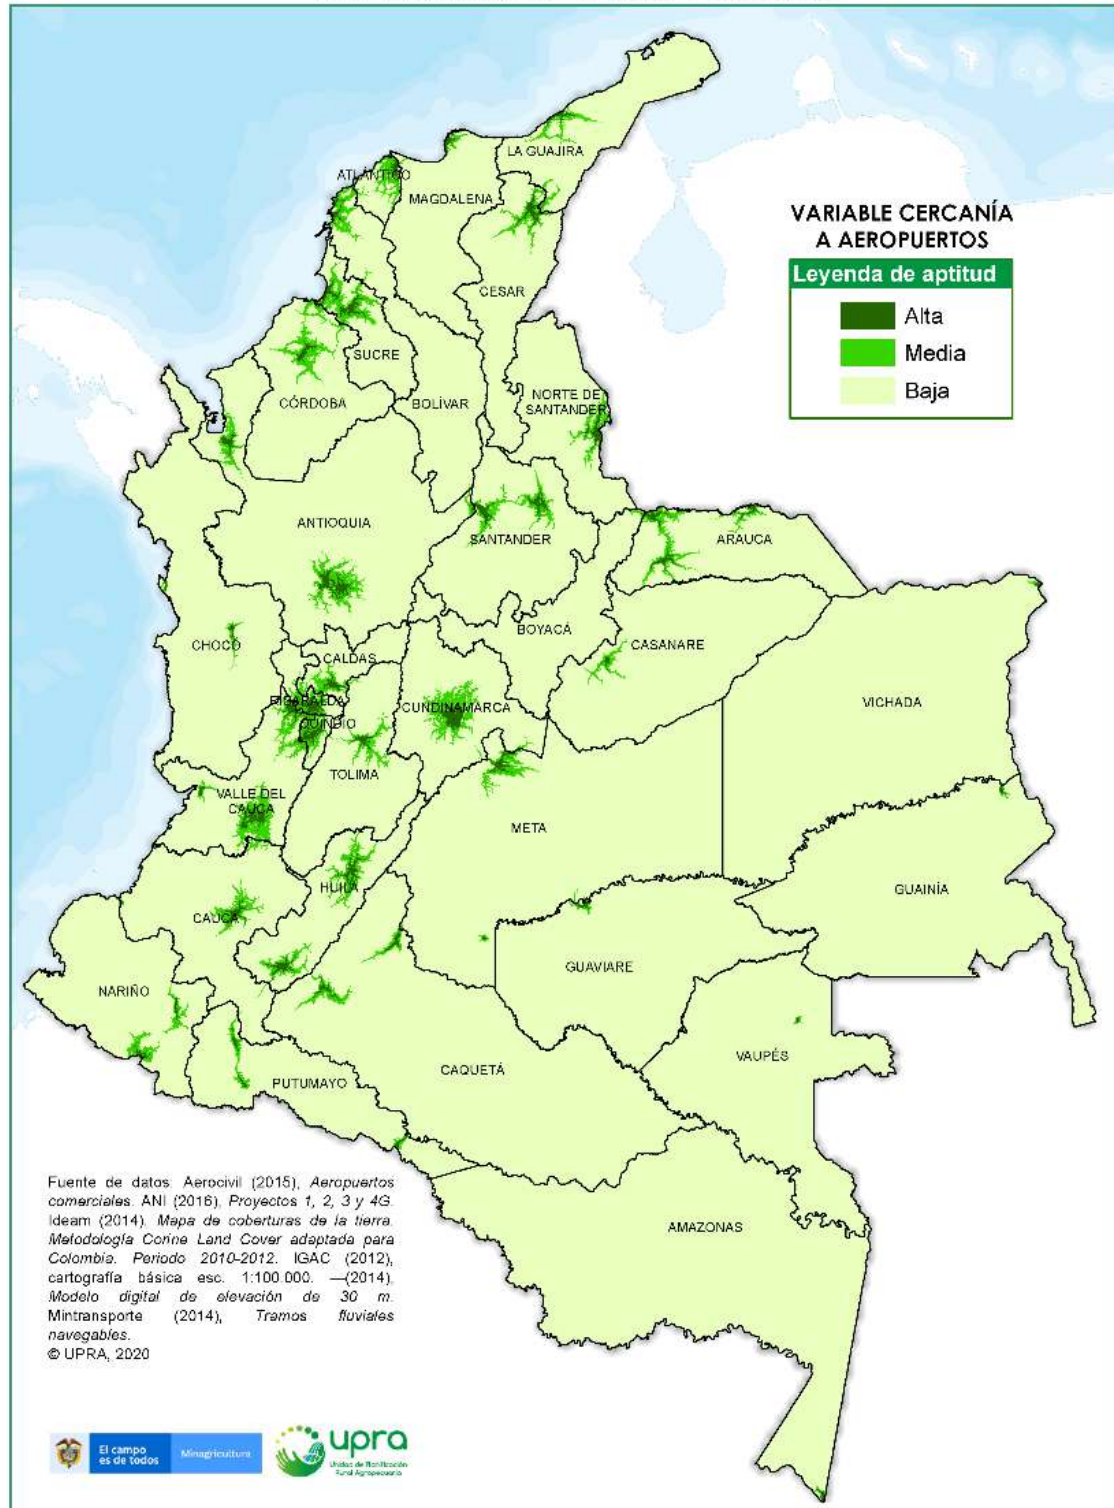 LA GUAJIRA
ATLÁNTICO
MAGDALENA
VARIABLE CERCANÍA
A AEROPUERTOS
Leyenda de aptitud
Alta
Media
Baja
CESAR
SUCRE
CÓRDOBA
BOLÍVAR
NORTE DE
SANTANDER
ANTIOQUIA
SANTANDER
ARAUCA
BOYACÁ
CHOCÓ
CASANARE
CALDAS
RISARALDA
CUNDINAMARCA
VICHADA
QUINDÍO
TOLIMA
VALLE DEL
CAUCA
META
HUILA
GUAINÍA
CAUCA
GUAVIARE
NARIÑO
VAUPÉS
CAQUETÁ
PUTUMAYO
AMAZONAS
Fuente de datos: Aerocivil (2015), Aeropuertos
comerciales. ANI (2016), Proyectos 1, 2, 3 y 4G.
Ideam (2014). Mapa de coberturas de la tierra.
Metodología Corine Land Cover adaptada para
Colombia. Periodo 2010-2012. IGAC (2012),
cartografía básica esc. 1:100.000. —(2014).
Modelo digital de elevación de 30 m.
Mintransporte (2014), Tramos fluviales
navegables.
© UPRA, 2020
El campo
es de todos
Minagricultura
upra
Unidad de Planificación
Rural Agropecuaria